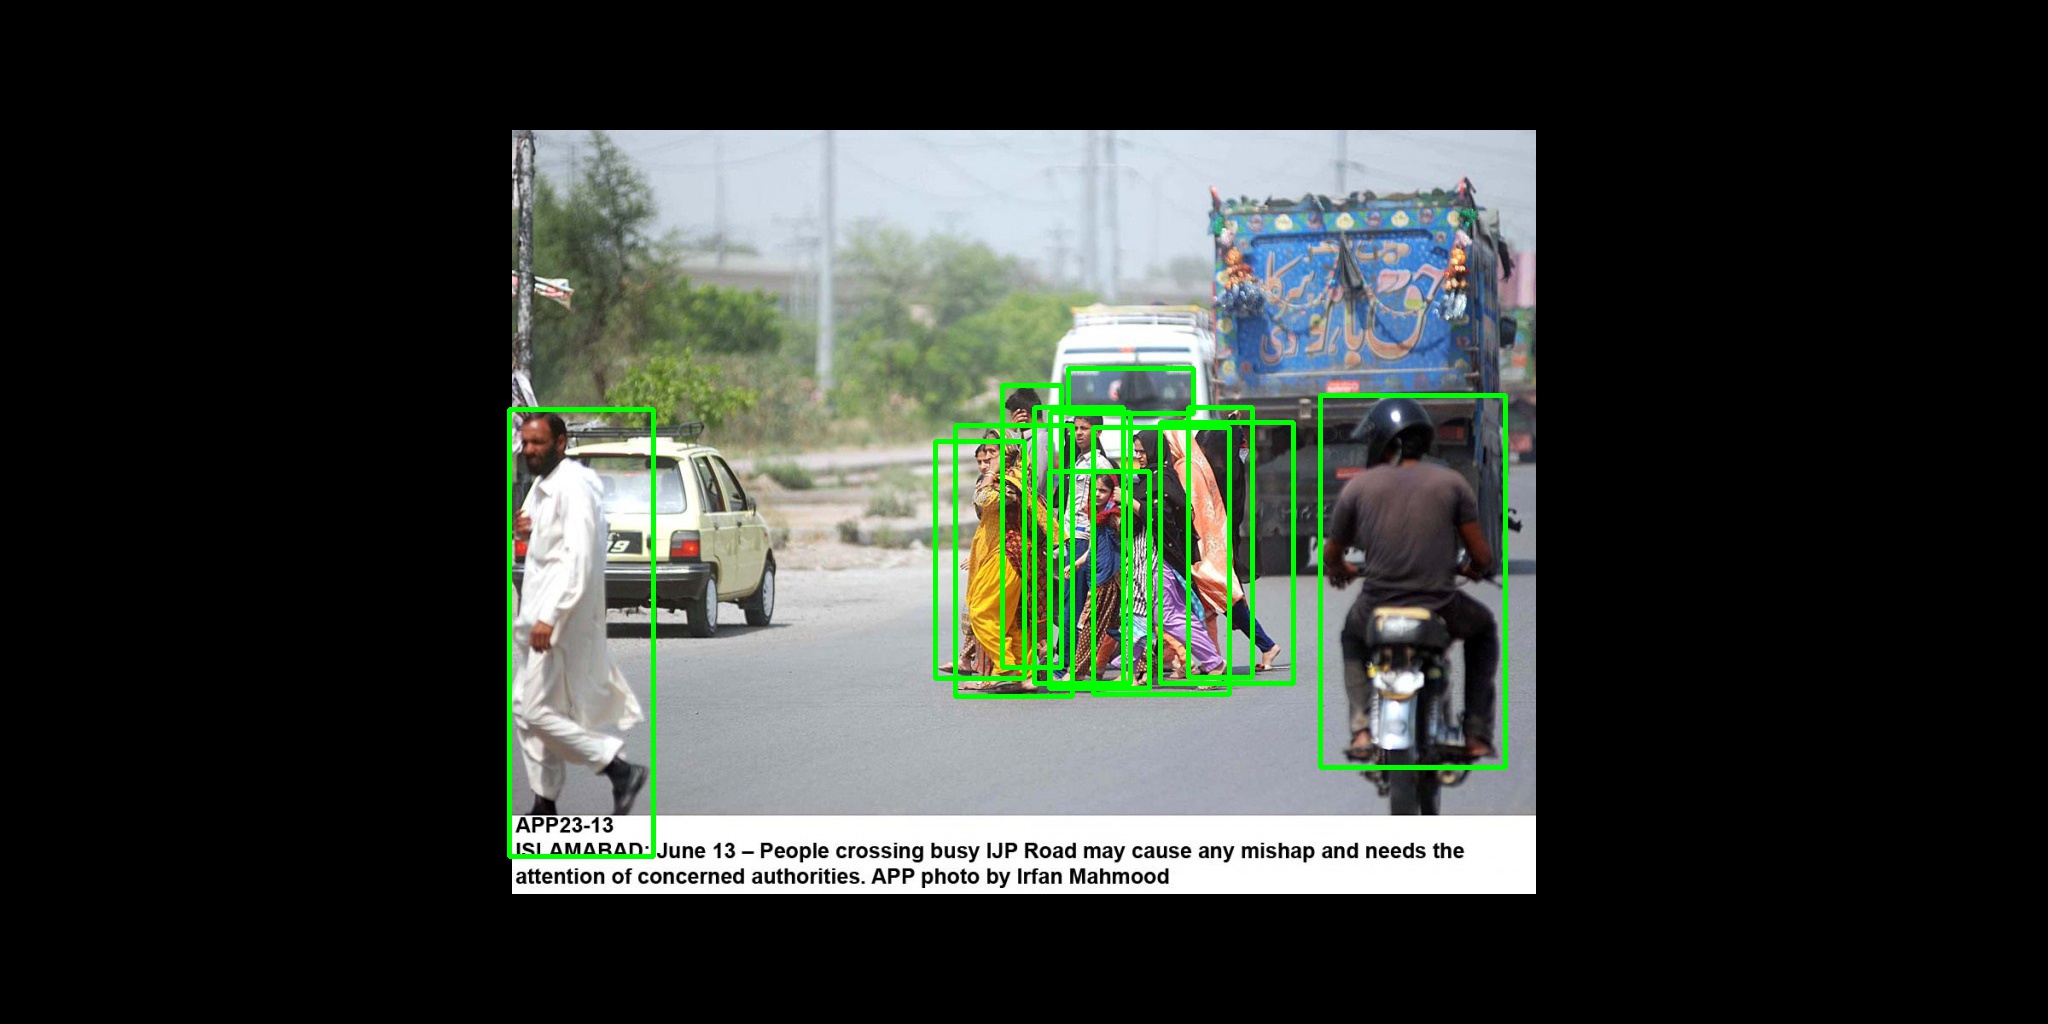 99
APP23-13
ISLAMABAD: June 13 – People crossing busy IJP Road may cause any mishap and needs the
attention of concerned authorities. APP photo by Irfan Mahmood